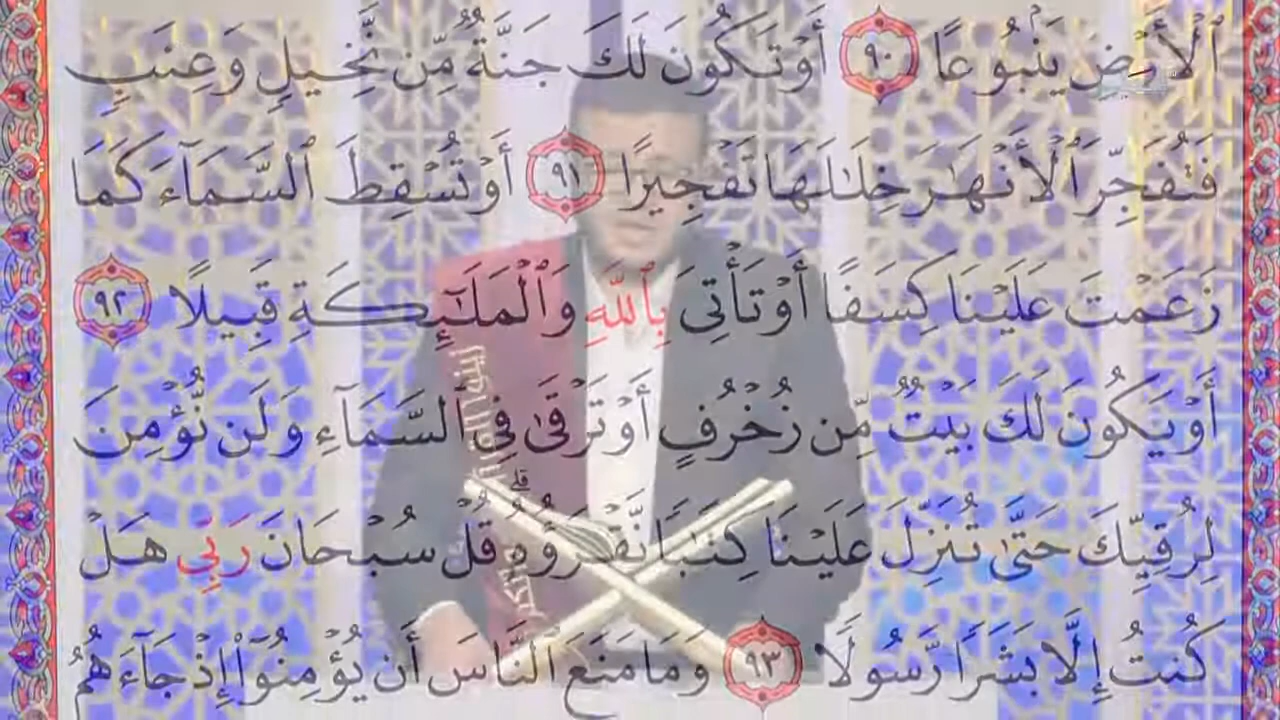 ٱلۡأَرۡضِ يَنۢبُوعًا ٩٠ أَوۡ تَكُونَ لَكَ جَنَّةٌ مِّن نَّخِيلٍ وَعِنَبٍ
فَتُفَجِّرَ ٱلۡأَنۡهَٰرَ خِلَٰلَهَا تَفۡجِيرًا ٩١ أَوۡ تُسۡقِطَ ٱلسَّمَآءَ كَمَا
زَعَمۡتَ عَلَيۡنَا كِسَفًا أَوۡ تَأۡتِيَ بِٱللَّهِ وَٱلۡمَلَٰٓئِكَةِ قَبِيلًا ٩٢
أَوۡ يَكُونَ لَكَ بَيۡتٌ مِّن زُخۡرُفٍ أَوۡ تَرۡقَىٰ فِي ٱلسَّمَآءِ وَلَن نُّؤۡمِنَ
لِرُقِيِّكَ حَتَّىٰ تُنَزِّلَ عَلَيۡنَا كِتَٰبًا نَّقۡرَؤُهُۥۗ قُلۡ سُبۡحَانَ رَبِّي هَلۡ
كُنتُ إِلَّا بَشَرًا رَّسُولًا ٩٣ وَمَا مَنَعَ ٱلنَّاسَ أَن يُؤۡمِنُوٓاْ إِذۡ جَآءَهُمُ